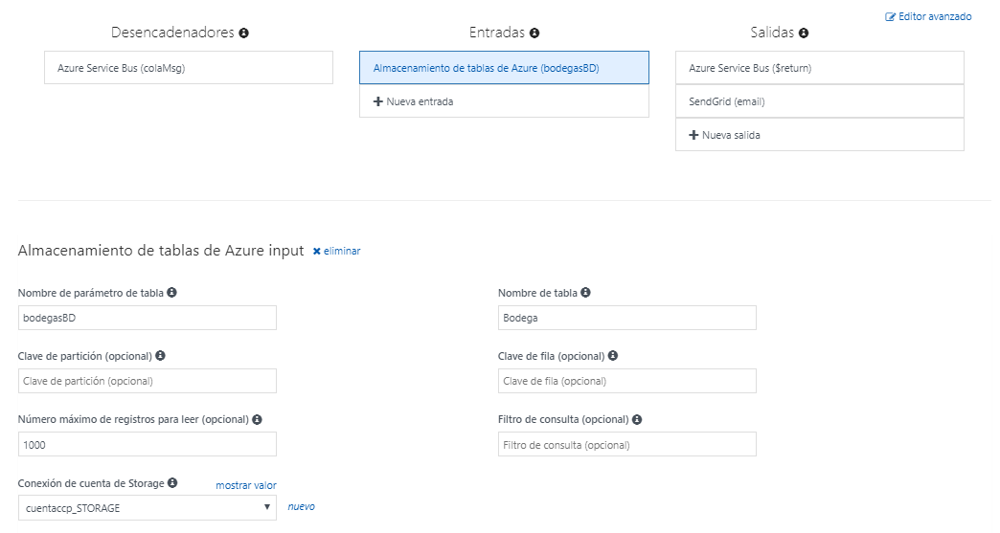 Editor avanzado
Desencadenadores
Entradas
Salidas
Azure Service Bus (colaMsg)
Almacenamiento de tablas de Azure (bodegasBD)
Azure Service Bus ($return)
Nueva entrada
SendGrid (email)
Nueva salida
Almacenamiento de tablas de Azure input
eliminar
Nombre de parámetro de tabla
Nombre de tabla
bodegasBD
Bodega
Clave de partición (opcional)
Clave de fila (opcional)
Clave de partición (opcional)
Clave de fila (opcional)
Número máximo de registros para leer (opcional)
Filtro de consulta (opcional)
1000
Filtro de consulta (opcional)
Conexión de cuenta de Storage
mostrar valor
cuentaccp_STORAGE
nuevo